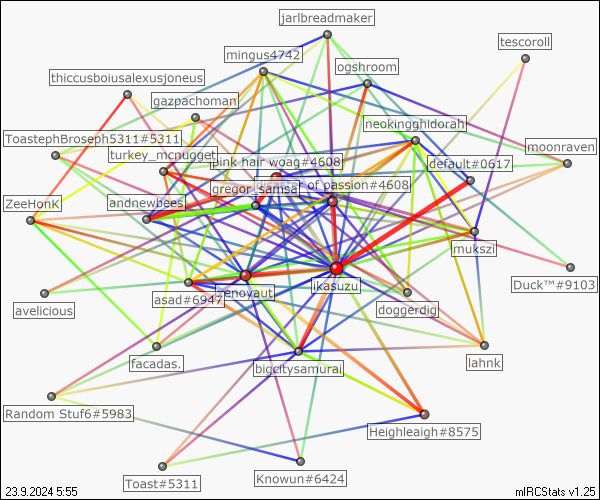 jarlbreadmaker
tescoroll
mingus4742
ogshroom
thiccusboiusalexusjoneus
gazpachoman
neokingghidorah
ToastephBroseph5311#5311
moonraven
turkey_mcnugget
pink hair woag#4608
default#0617
gregor_samsa
of passion#4608
ZeeHonk
andnewbees
mukszi
Duck™#9103
avelicious
asad#6947
xenoyaut
ikasuzu
doggerdig
facadas.
bigcitysamurai
lahnk
Random Stuf6#5983
Heighleaigh#8575
Toast#5311
Knowun#6424
23.9.2024 5:55
mIRCStats v1.25